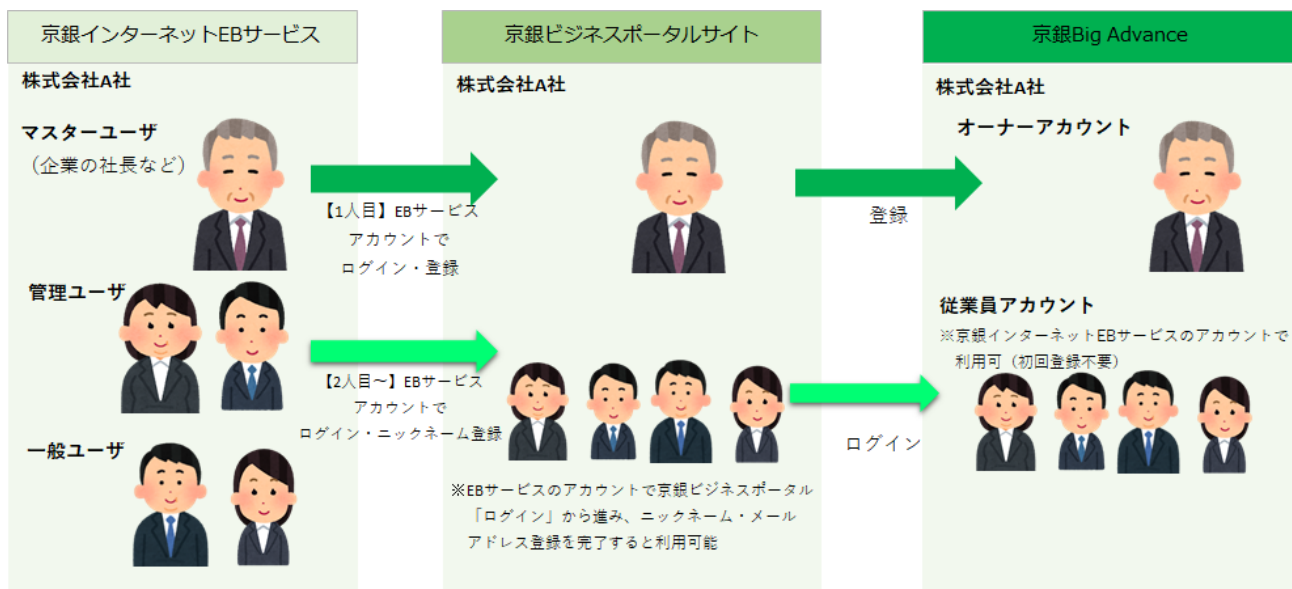 京銀インターネットEBサービス
株式会社A社
マスターユーザ
（企業の社長など）
管理ユーザ
一般ユーザ
【1人目】EBサービス
アカウントで
ログイン・登録
【2人目～】EBサービス
アカウントで
ログイン・ニックネーム登録
京銀ビジネスポータルサイト
株式会社A社
※EBサービスのアカウントで京銀ビジネスポータル
「ログイン」から進み、ニックネーム・メール
アドレス登録を完了すると利用可能
登録
ログイン
京銀Big Advance
株式会社A社
オーナーアカウント
従業員アカウント
※京銀インターネットEBサービスのアカウントで
利用可（初回登録不要）